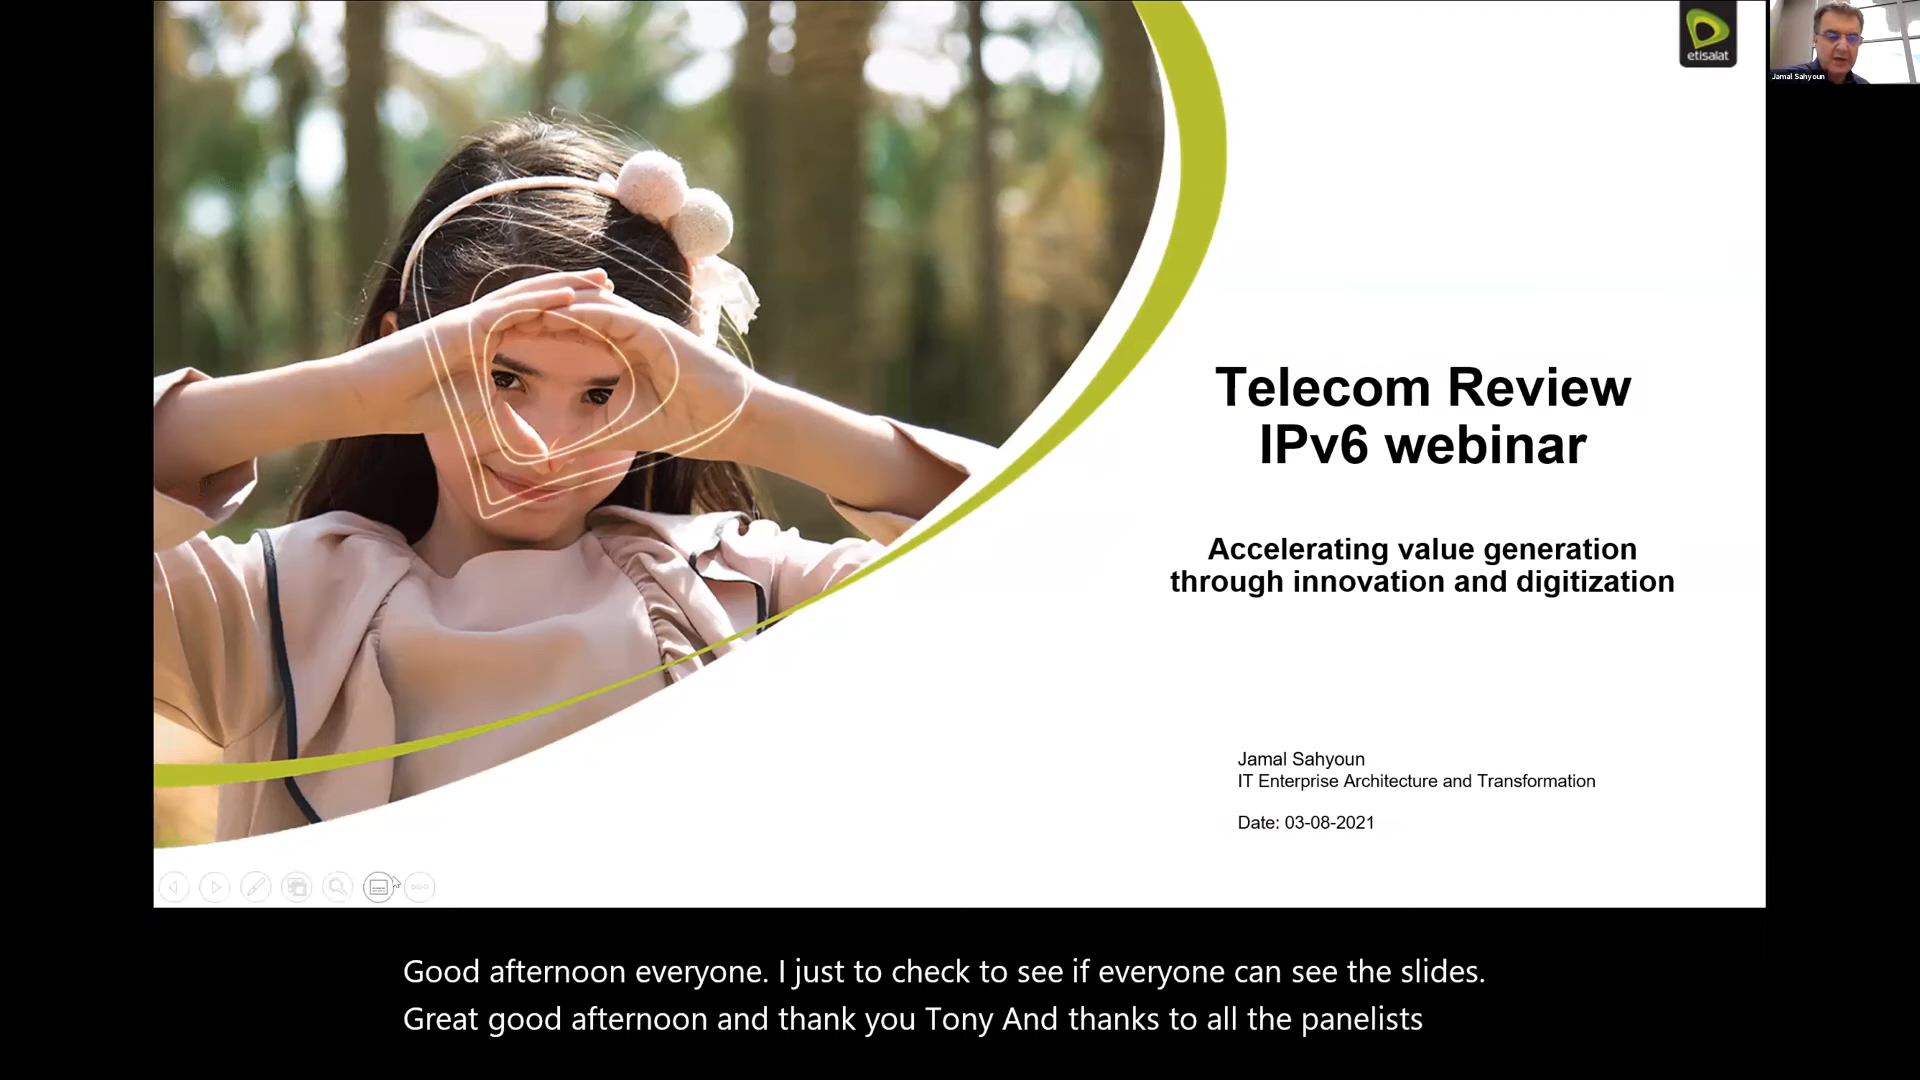 etisalat
Jamal Sahyoun
Telecom Review
IPv6 webinar
Accelerating value generation
through innovation and digitization
Jamal Sahyoun
IT Enterprise Architecture and Transformation
Date: 03-08-2021
Good afternoon everyone. I just to check to see if everyone can see the slides.
Great good afternoon and thank you Tony And thanks to all the panelists